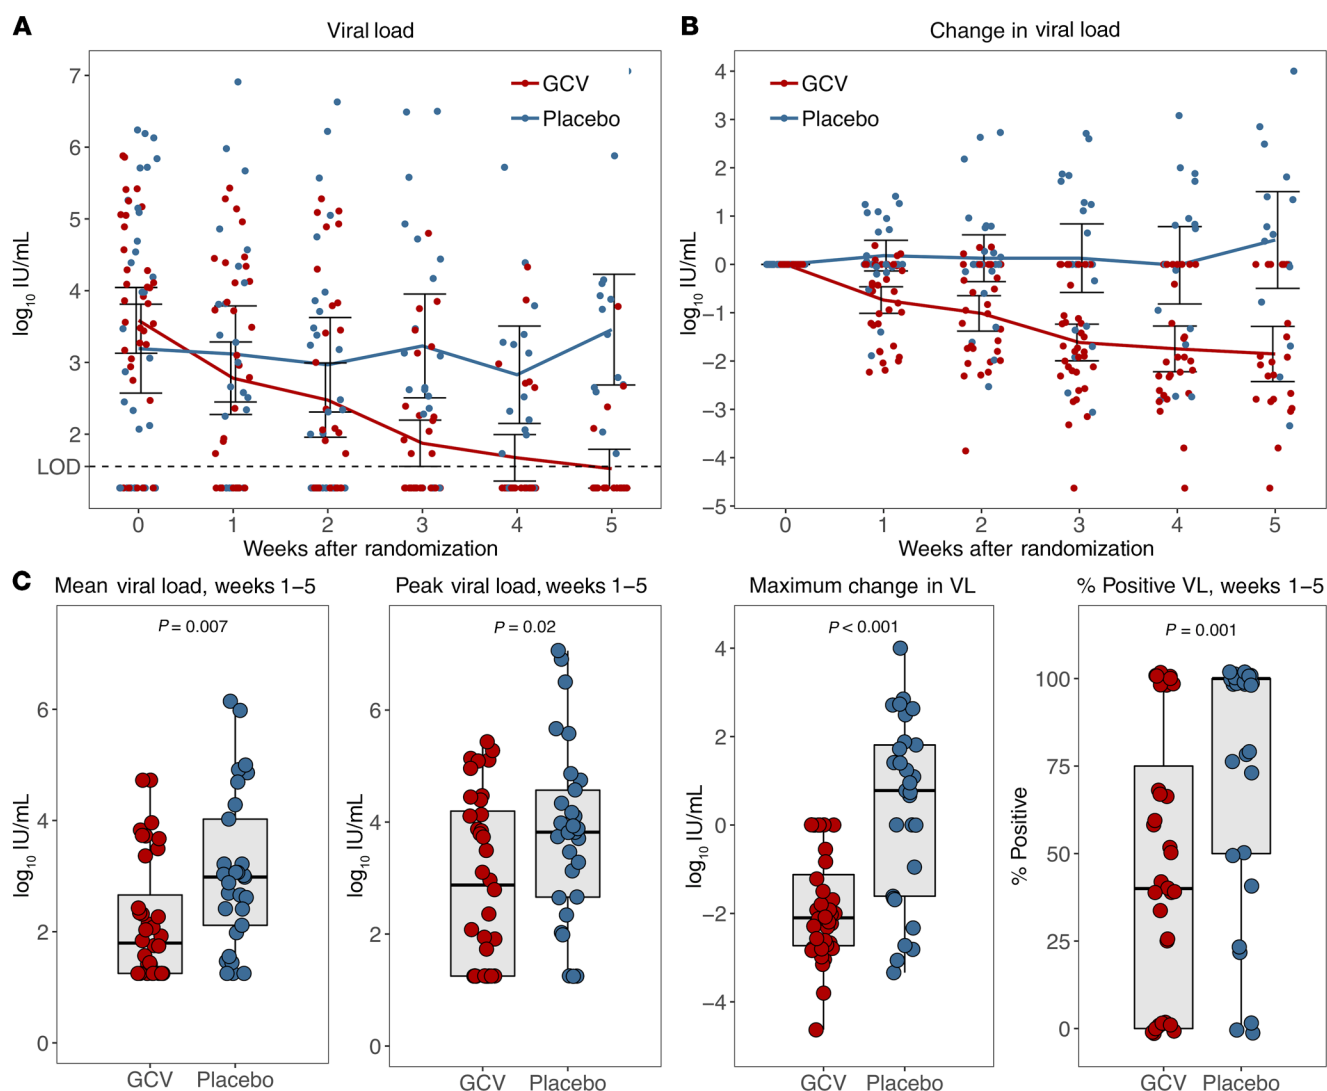 A
Viral load
log10 IU/mL
7
6
5
4
3
2
LOD
GCV
Placebo
0 1 2 3 4 5
Weeks after randomization
B
Change in viral load
log10 IU/mL
4
3
2
1
0
−1
−2
−3
−4
−5
GCV
Placebo
0 1 2 3 4 5
Weeks after randomization
C
Mean viral load, weeks 1–5
P = 0.007
log10 IU/mL
6
4
2
0
GCV Placebo
Peak viral load, weeks 1–5
P = 0.02
log10 IU/mL
6
4
2
0
GCV Placebo
Maximum change in VL
P < 0.001
log10 IU/mL
4
2
0
−2
−4
GCV Placebo
% Positive VL, weeks 1–5
P = 0.001
% Positive
100
75
50
25
0
GCV Placebo